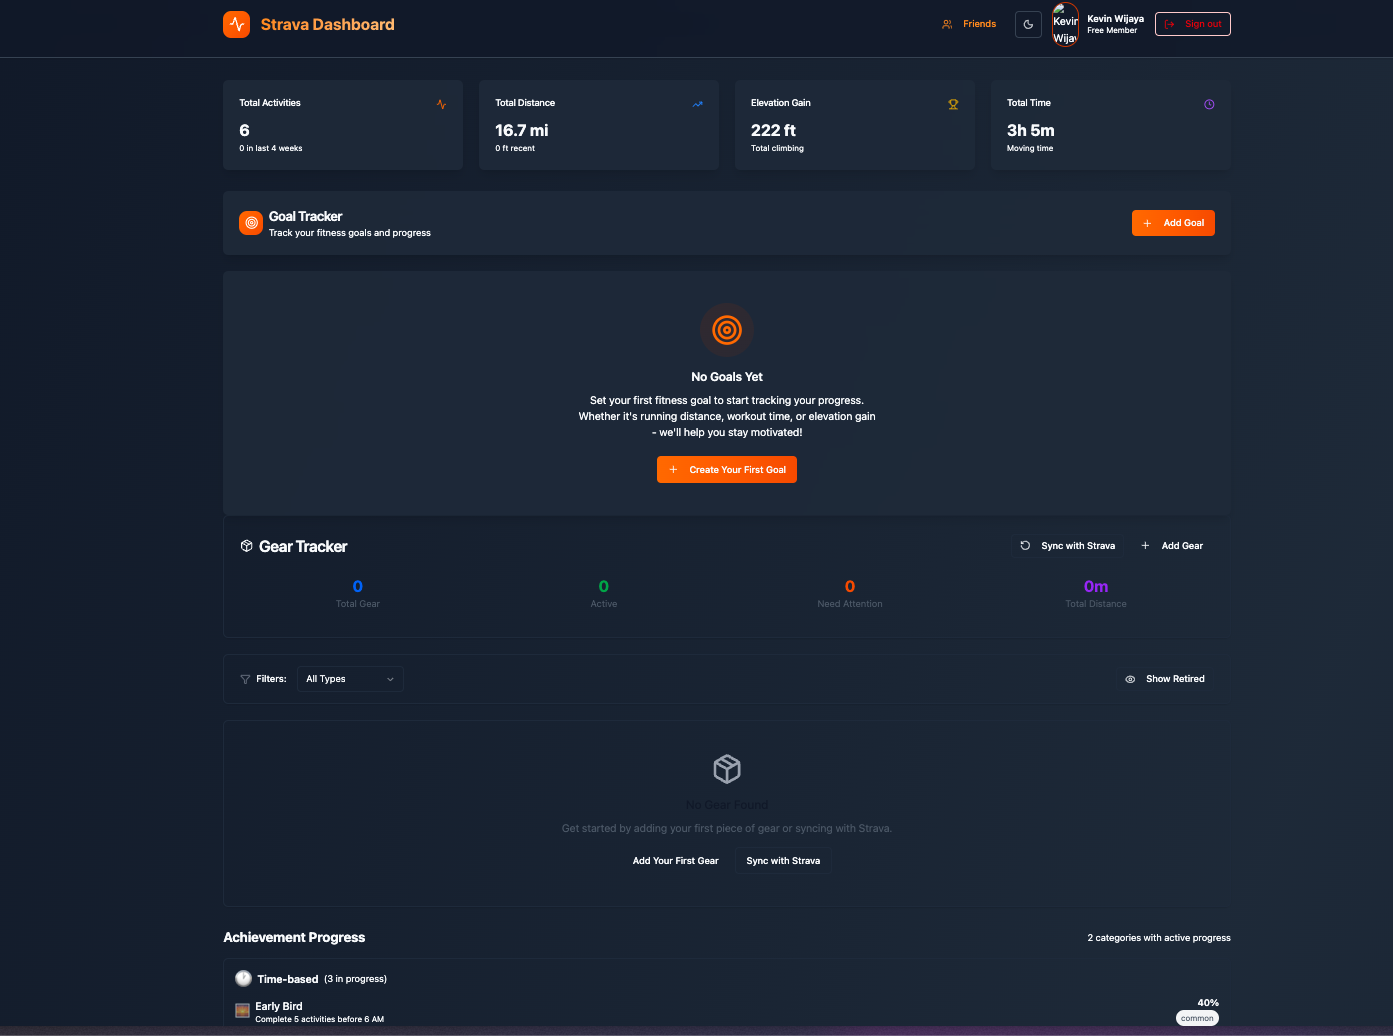 Strava Dashboard
Friends
Kevin Wijaya
Kevin Wijaya
Free Member
Sign out
Total Activities
6
0 in last 4 weeks
Total Distance
16.7 mi
0 ft recent
Elevation Gain
222 ft
Total climbing
Total Time
3h 5m
Moving time
Goal Tracker
Track your fitness goals and progress
Add Goal
No Goals Yet
Set your first fitness goal to start tracking your progress.
Whether it's running distance, workout time, or elevation gain
- we'll help you stay motivated!
Create Your First Goal
Gear Tracker
Sync with Strava
Add Gear
0
Total Gear
0
Active
0
Need Attention
0m
Total Distance
Filters:
All Types
Show Retired
No Gear Found
Get started by adding your first piece of gear or syncing with Strava.
Add Your First Gear
Sync with Strava
Achievement Progress
2 categories with active progress
Time-based (3 in progress)
Early Bird
Complete 5 activities before 6 AM
40%
common